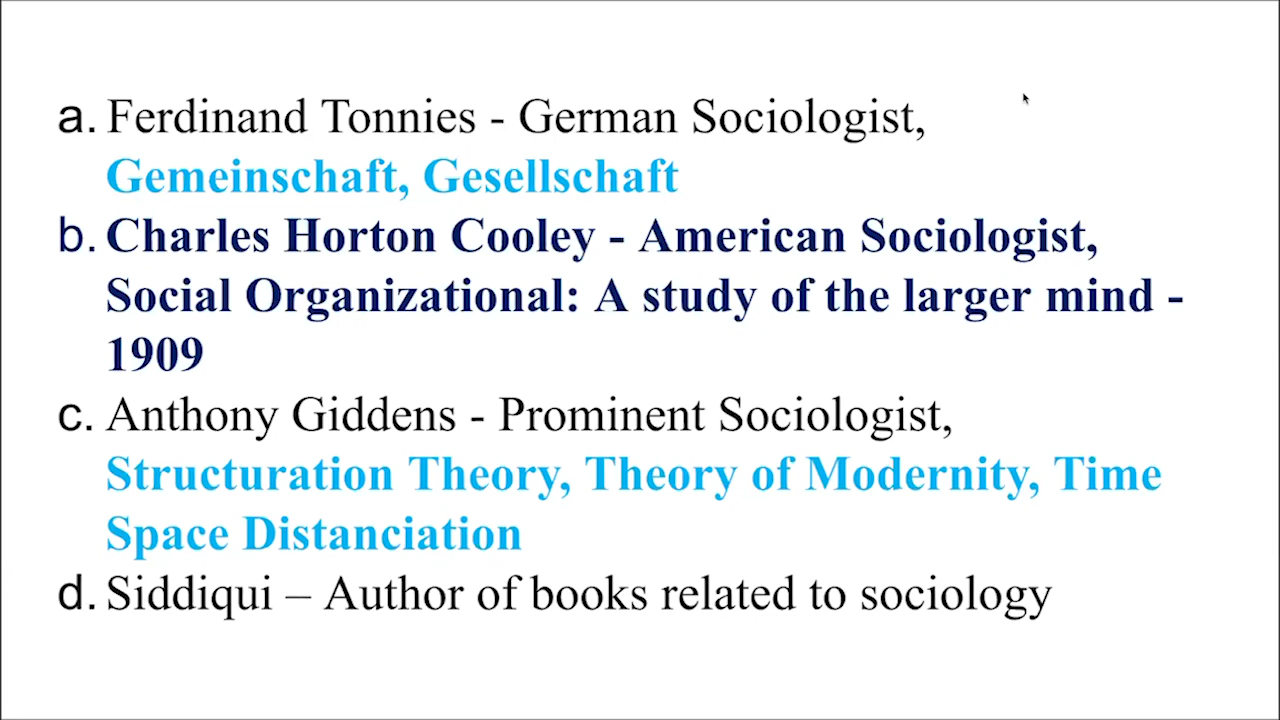 a. Ferdinand Tonnies - German Sociologist,
Gemeinschaft, Gesellschaft
b. Charles Horton Cooley - American Sociologist,
Social Organizational: A study of the larger mind -
1909
c. Anthony Giddens - Prominent Sociologist,
Structuration Theory, Theory of Modernity, Time
Space Distanciation
d. Siddiqui – Author of books related to sociology